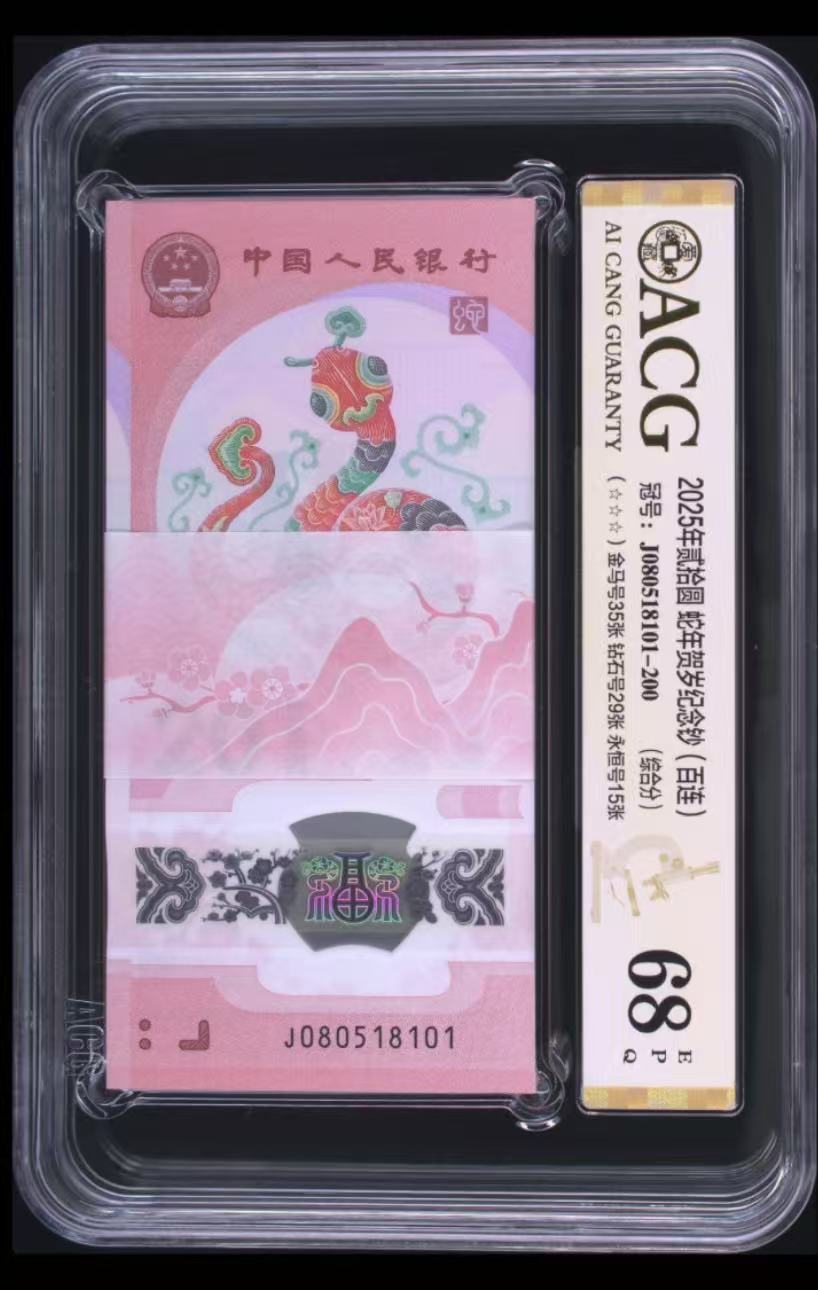 中国人民银行
蛇
J080518101
ACG
AI CANG GUARANTY
2025年贰拾圆 蛇年贺岁纪念钞（百连）
冠号：J080518101-200 （综合分）
（☆☆☆）金马号35张 钻石号29张 永恒号15张
68
E
P
Q
ACG